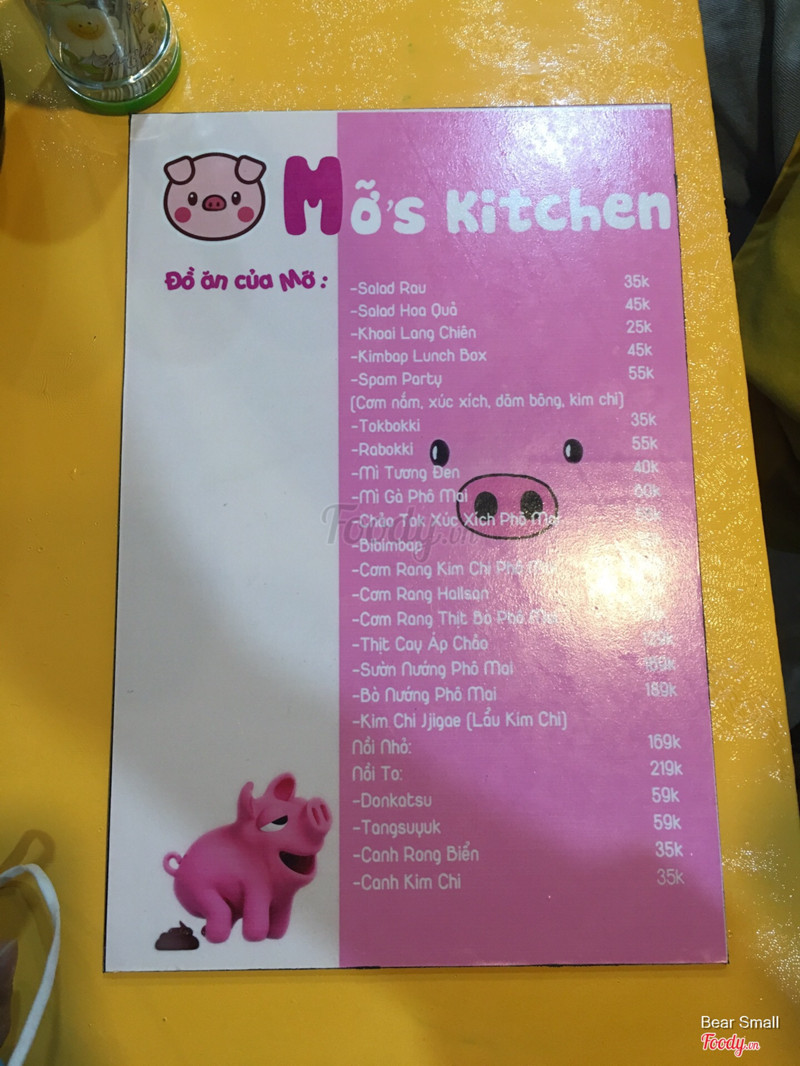 Mỡ's Kitchen
Đồ ăn của Mỡ :
-Salad Rau 35k
-Salad Hoa Quả 45k
-Khoai Lang Chiên 25k
-Kimbap Lunch Box 45k
-Spam Party 55k
(Cơm nắm, xúc xích, dăm bông, kim chi)
-Tokbokki 35k
-Rabokki 55k
-Mì Tương Đen 40k
-Mì Gà Phô Mai 60k
-Chảo Tok Xúc Xích Phô Mai
-Bibimbap
-Cơm Rang Kim Chi Phô Mai
-Cơm Rang Hallsan
-Cơm Rang Thịt Bò Phô Mai
-Thịt Cay Áp Chảo 129k
-Sườn Nướng Phô Mai 169k
-Bò Nướng Phô Mai 189k
-Kim Chi Jjigae (Lẩu Kim Chi)
Nồi Nhỏ: 169k
Nồi To: 219k
-Donkatsu 59k
-Tangsuyuk 59k
-Canh Rong Biển 35k
-Canh Kim Chi 35k
Foody.vn
Bear Small
Foody.vn